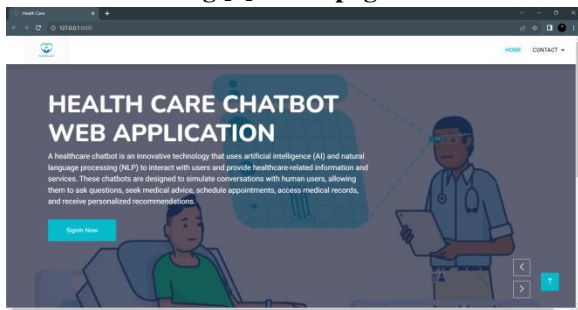 Health Care
127.0.0.1:8000
HOME CONTACT
HEALTH CARE CHATBOT
WEB APPLICATION
A healthcare chatbot is an innovative technology that uses artificial intelligence (AI) and natural
language processing (NLP) to interact with users and provide healthcare-related information and
services. These chatbots are designed to simulate conversations with human users, allowing
them to ask questions, seek medical advice, schedule appointments, access medical records,
and receive personalized recommendations.
Signin Now